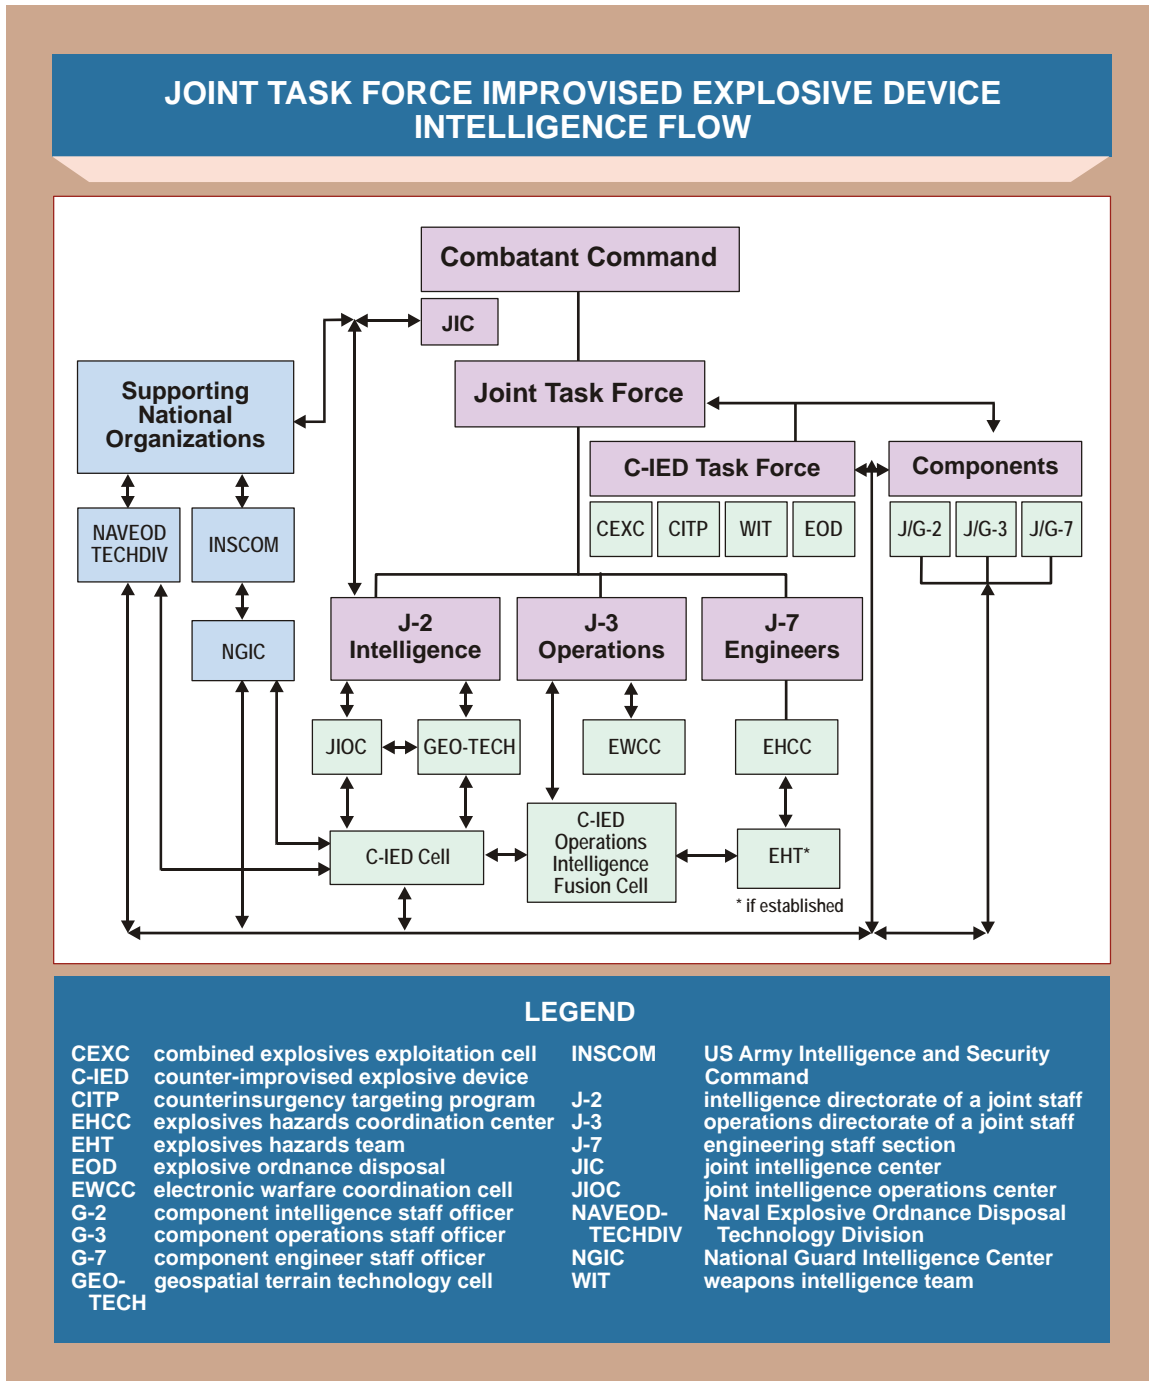 JOINT TASK FORCE IMPROVISED EXPLOSIVE DEVICE
INTELLIGENCE FLOW
Combatant Command
JIC
Supporting
National
Organizations
Joint Task Force
C-IED Task Force
Components
NAVEOD
TECHDIV
INSCOM
CEXC
CITP
WIT
EOD
J/G-2
J/G-3
J/G-7
NGIC
J-2
Intelligence
J-3
Operations
J-7
Engineers
JIOC
GEO-TECH
EWCC
EHCC
C-IED Cell
C-IED
Operations
Intelligence
Fusion Cell
EHT*
* if established
LEGEND
CEXC combined explosives exploitation cell
C-IED counter-improvised explosive device
CITP counterinsurgency targeting program
EHCC explosives hazards coordination center
EHT explosives hazards team
EOD explosive ordnance disposal
EWCC electronic warfare coordination cell
G-2 component intelligence staff officer
G-3 component operations staff officer
G-7 component engineer staff officer
GEO- geospatial terrain technology cell
TECH
INSCOM US Army Intelligence and Security
Command
J-2 intelligence directorate of a joint staff
J-3 operations directorate of a joint staff
J-7 engineering staff section
JIC joint intelligence center
JIOC joint intelligence operations center
NAVEOD- Naval Explosive Ordnance Disposal
TECHDIV Technology Division
NGIC National Guard Intelligence Center
WIT weapons intelligence team